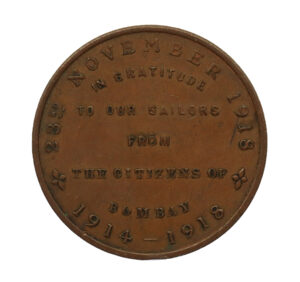 23RD NOVEMBER 1918
IN GRATITUDE
TO OUR SAILORS
FROM
THE CITIZENS OF
BOMBAY
1914 – 1918